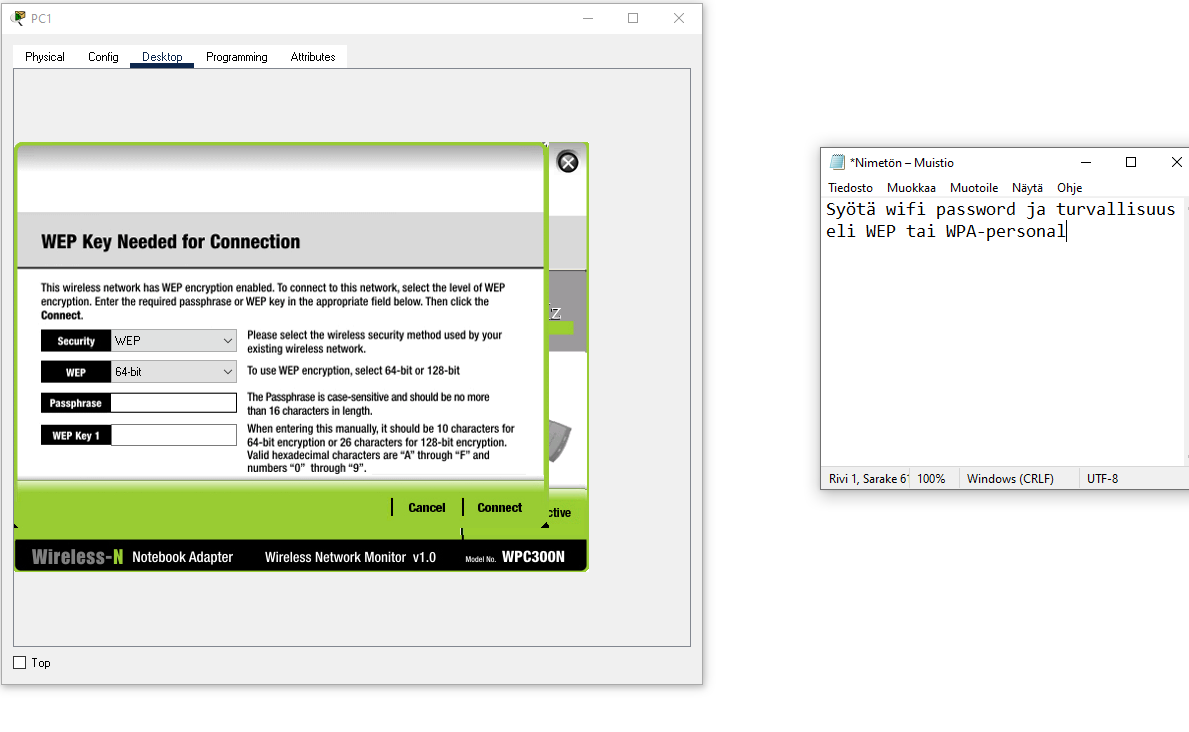 PC1
Physical Config Desktop Programming Attributes
WEP Key Needed for Connection
This wireless network has WEP encryption enabled. To connect to this network, select the level of WEP
encryption. Enter the required passphrase or WEP key in the appropriate field below. Then click the
Connect.
Security WEP
Please select the wireless security method used by your
existing wireless network.
WEP 64-bit
To use WEP encryption, select 64-bit or 128-bit
Passphrase
The Passphrase is case-sensitive and should be no more
than 16 characters in length.
WEP Key 1
When entering this manually, it should be 10 characters for
64-bit encryption or 26 characters for 128-bit encryption.
Valid hexadecimal characters are “A” through “F” and
numbers “0” through “9”.
Cancel Connect
Wireless-N Notebook Adapter Wireless Network Monitor v1.0 Model No. WPC300N
Top
*Nimetön – Muistio
Tiedosto Muokkaa Muotoile Näytä Ohje
Syötä wifi password ja turvallisuus
eli WEP tai WPA-personal
Rivi 1, Sarake 100% Windows (CRLF) UTF-8